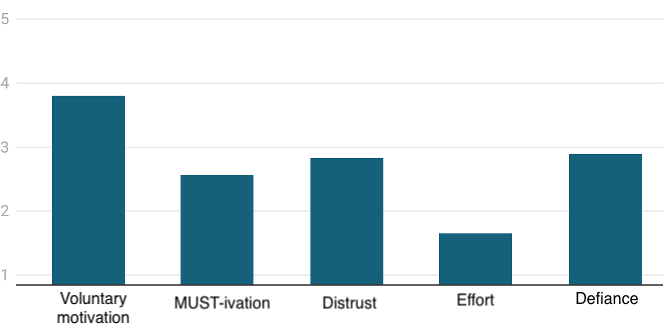 5
4
3
2
1
Voluntary
motivation
MUST-ivation
Distrust
Effort
Defiance